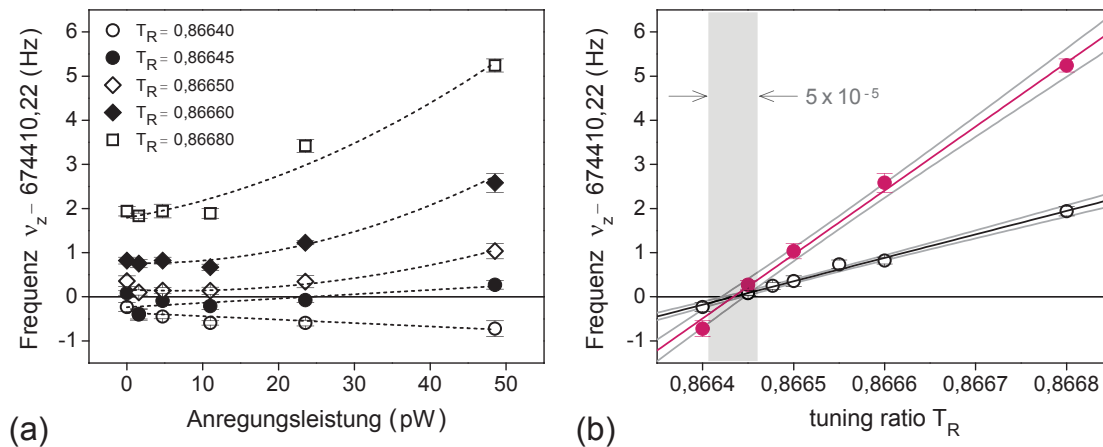 Frequenz ν_z – 674410,22 (Hz)
6
5
4
3
2
1
0
-1
T_R = 0,86640
T_R = 0,86645
T_R = 0,86650
T_R = 0,86660
T_R = 0,86680
0 10 20 30 40 50
Anregungsleistung (pW)
(a)
Frequenz ν_z – 674410,22 (Hz)
6
5
4
3
2
1
0
-1
5 x 10⁻⁵
0,8664 0,8665 0,8666 0,8667 0,8668
tuning ratio T_R
(b)